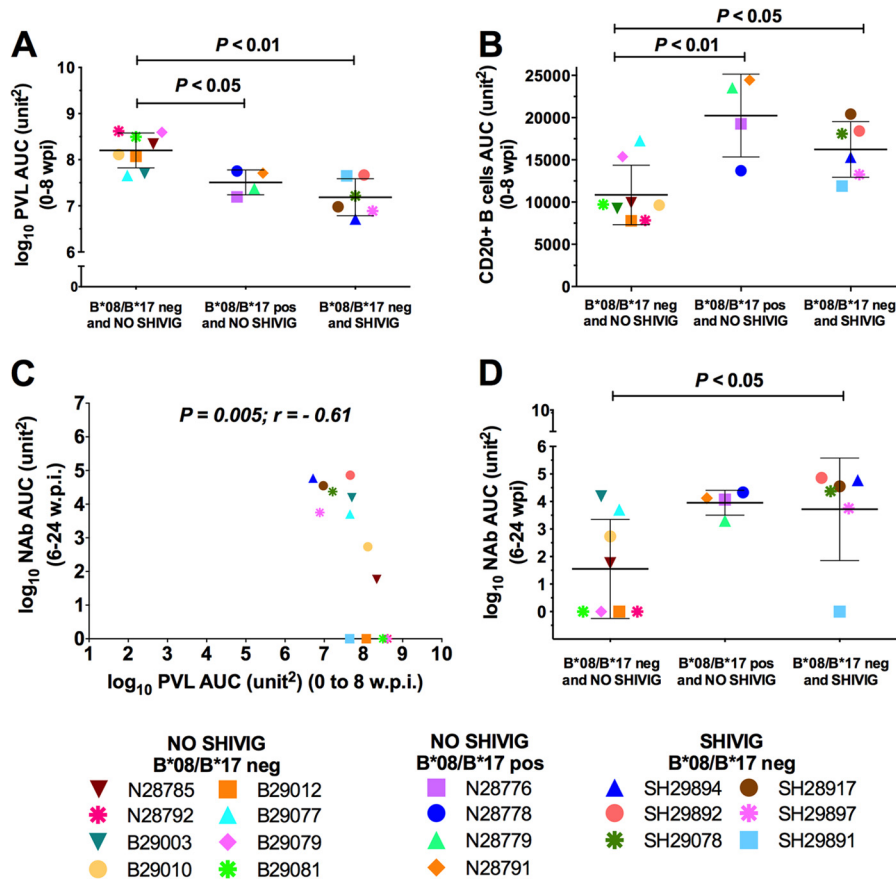 A
P < 0.01
P < 0.05
log10 PVL AUC (unit²)
(0-8 wpi)
10
9
8
7
6
0
B*08/B*17 neg
and NO SHIVIG
B*08/B*17 pos
and NO SHIVIG
B*08/B*17 neg
and SHIVIG
B
P < 0.05
P < 0.01
CD20+ B cells AUC (unit²)
(0-8 wpi)
25000
20000
15000
10000
5000
0
B*08/B*17 neg
and NO SHIVIG
B*08/B*17 pos
and NO SHIVIG
B*08/B*17 neg
and SHIVIG
C
P = 0.005; r = - 0.61
log10 NAb AUC (unit²)
(6-24 w.p.i.)
7
6
5
4
3
2
1
0
1 2 3 4 5 6 7 8 9 10
log10 PVL AUC (unit²) (0 to 8 w.p.i.)
D
P < 0.05
log10 NAb AUC (unit²)
(6-24 wpi)
10
6
5
4
3
2
1
0
B*08/B*17 neg
and NO SHIVIG
B*08/B*17 pos
and NO SHIVIG
B*08/B*17 neg
and SHIVIG
NO SHIVIG
B*08/B*17 neg
N28785
N28792
B29003
B29010
B29012
B29077
B29079
B29081
NO SHIVIG
B*08/B*17 pos
N28776
N28778
N28779
N28791
SHIVIG
B*08/B*17 neg
SH29894
SH29892
SH29078
SH28917
SH29897
SH29891